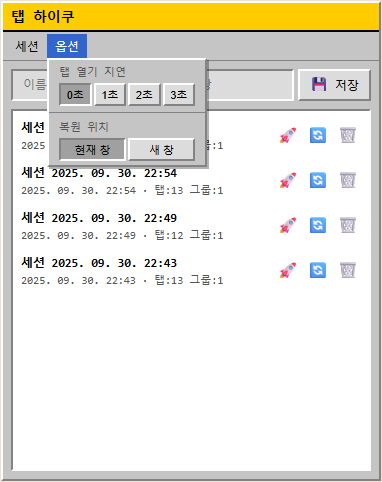 탭 하이쿠
세션 옵션
탭 열기 지연
0초 1초 2초 3초
복원 위치
현재 창 새 창
이름
💾 저장
세션
2025.
룹:1
세션 2025. 09. 30. 22:54
2025. 09. 30. 22:54 · 탭:13 그룹:1
세션 2025. 09. 30. 22:49
2025. 09. 30. 22:49 · 탭:12 그룹:1
세션 2025. 09. 30. 22:43
2025. 09. 30. 22:43 · 탭:13 그룹:1